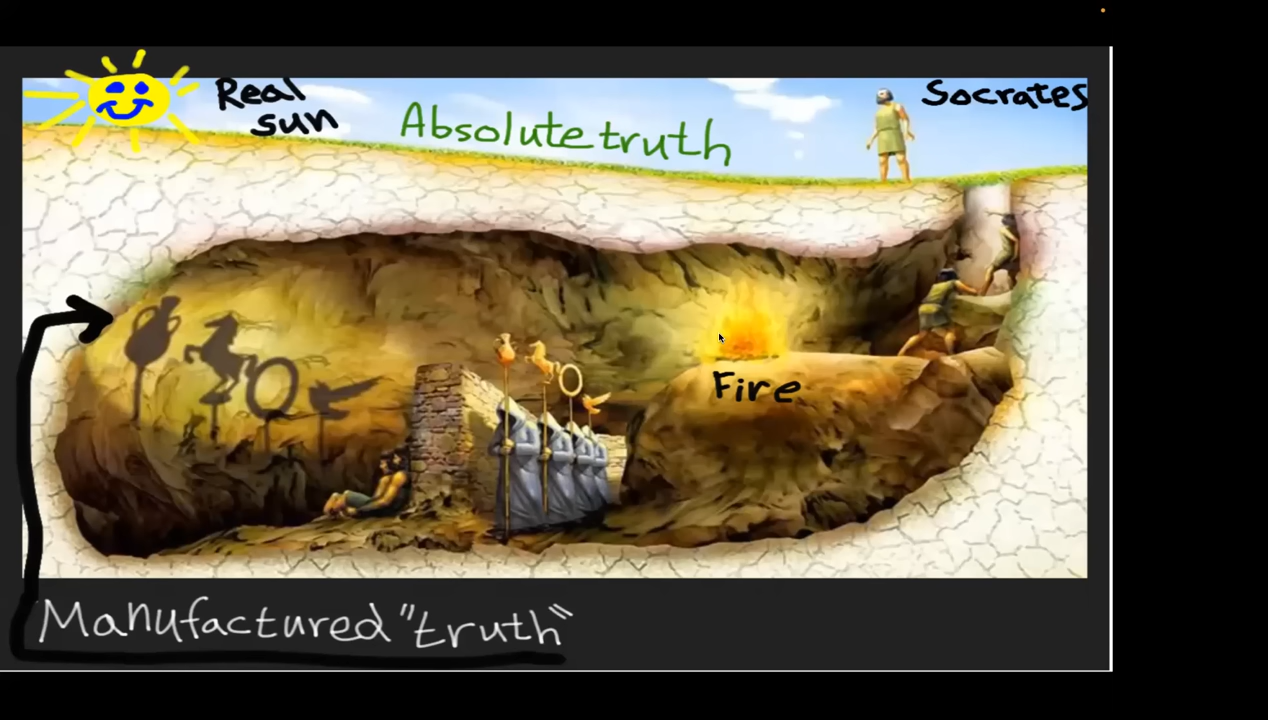 Real
sun
Absolute truth
Socrates
Fire
Manufactured "truth"